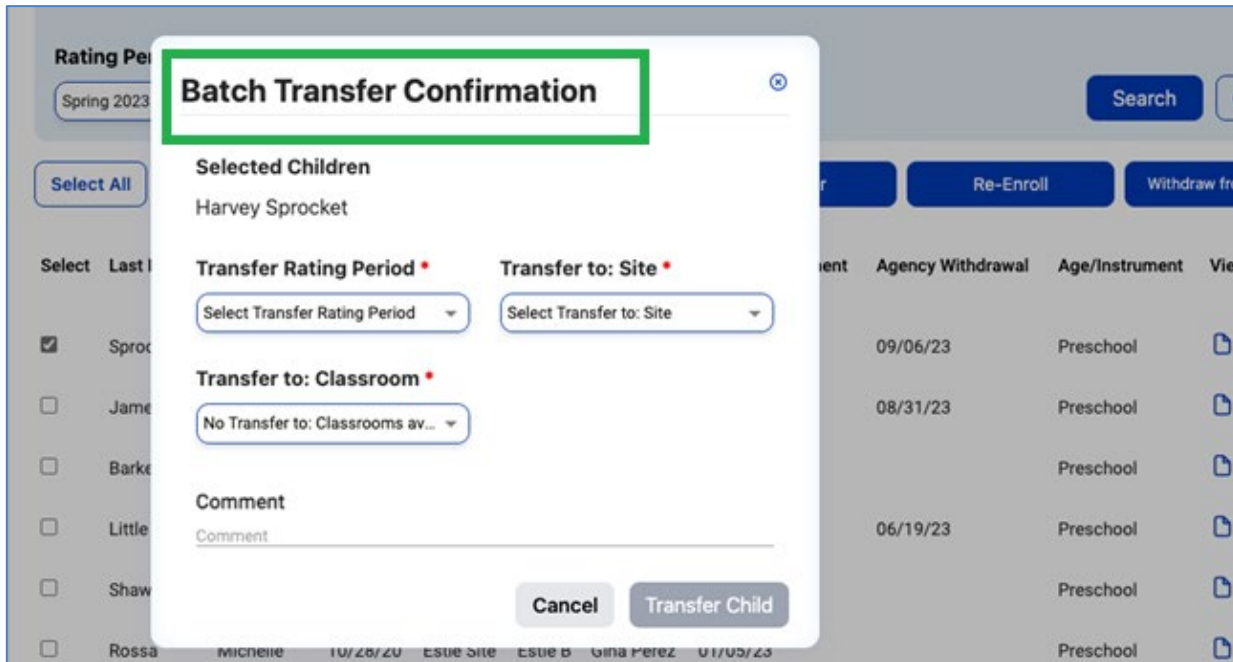 Rating Per
Spring 2023
Search
Batch Transfer Confirmation
Select All
Re-Enroll
Withdraw fro
Selected Children
Harvey Sprocket
Select Last Agency Withdrawal Age/Instrument Vie
Transfer Rating Period * Transfer to: Site *
Select Transfer Rating Period Select Transfer to: Site
Sproc 09/06/23 Preschool
Transfer to: Classroom *
Jame 08/31/23 Preschool
No Transfer to: Classrooms av...
Barke Preschool
Comment
Little 06/19/23 Preschool
Comment
Shaw Preschool
Cancel Transfer Child
Rossa Michelle 10/28/20 Estie Site Estie B Gina Perez 01/05/23 Preschool